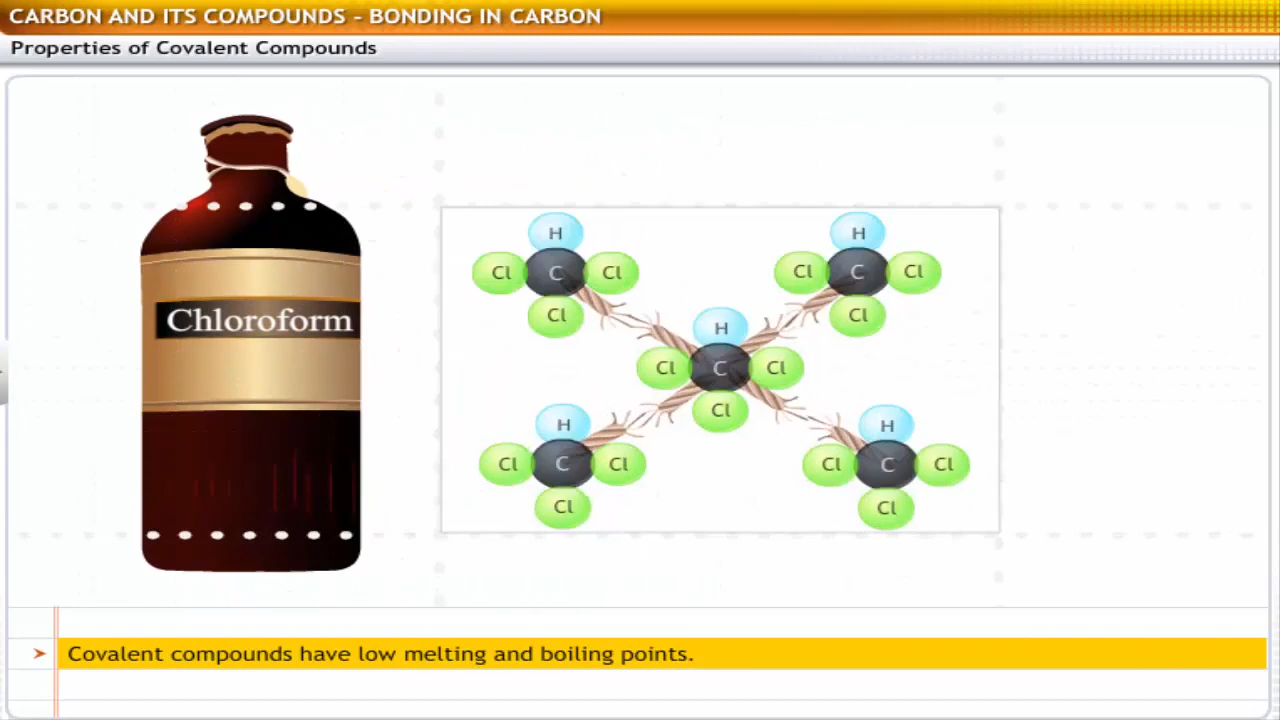 CARBON AND ITS COMPOUNDS - BONDING IN CARBON
Properties of Covalent Compounds
Chloroform
H H
Cl C Cl Cl C Cl
Cl Cl
H
Cl C Cl
Cl
H H
Cl C Cl Cl C Cl
Cl Cl
Covalent compounds have low melting and boiling points.